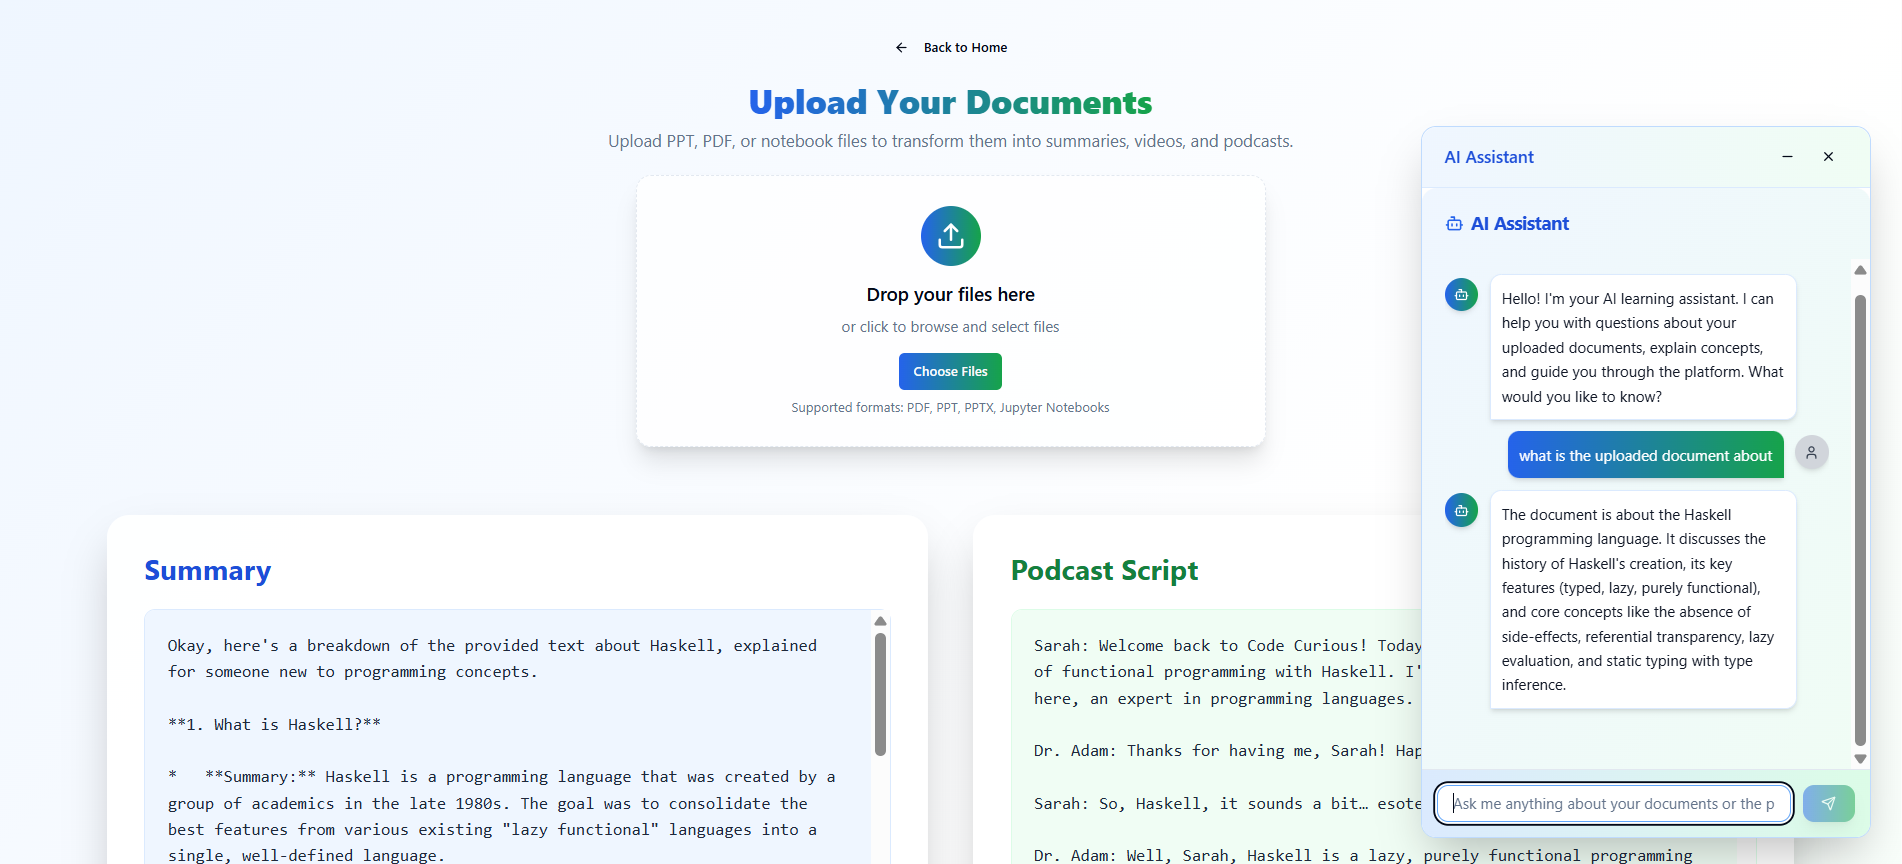 Back to Home
Upload Your Documents
Upload PPT, PDF, or notebook files to transform them into summaries, videos, and podcasts.
Drop your files here
or click to browse and select files
Choose Files
Supported formats: PDF, PPT, PPTX, Jupyter Notebooks
Summary
Okay, here's a breakdown of the provided text about Haskell, explained
for someone new to programming concepts.
**1. What is Haskell?**
*   **Summary:** Haskell is a programming language that was created by a
group of academics in the late 1980s. The goal was to consolidate the
best features from various existing "lazy functional" languages into a
single, well-defined language.
Podcast Script
Sarah: Welcome back to Code Curious! Today
of functional programming with Haskell. I'
here, an expert in programming languages.
Dr. Adam: Thanks for having me, Sarah!
Sarah: So, Haskell, it sounds a bit…
Dr. Adam: Well, Sarah, Haskell is a lazy, purely functional programming
AI Assistant
AI Assistant
Hello! I'm your AI learning assistant. I can
help you with questions about your
uploaded documents, explain concepts,
and guide you through the platform. What
would you like to know?
what is the uploaded document about
The document is about the Haskell
programming language. It discusses the
history of Haskell's creation, its key
features (typed, lazy, purely functional),
and core concepts like the absence of
side-effects, referential transparency, lazy
evaluation, and static typing with type
inference.
Ask me anything about your documents or the p